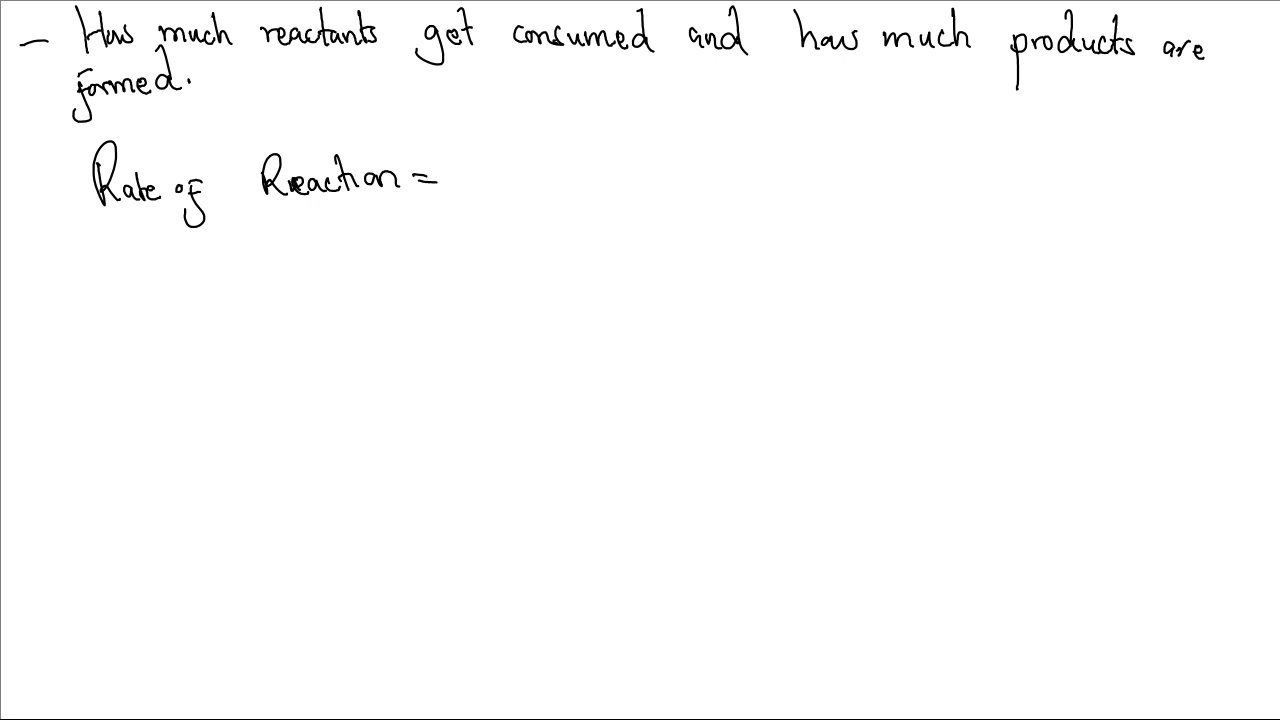 - How much reactants get consumed and how much products are
formed.
Rate of Reaction =